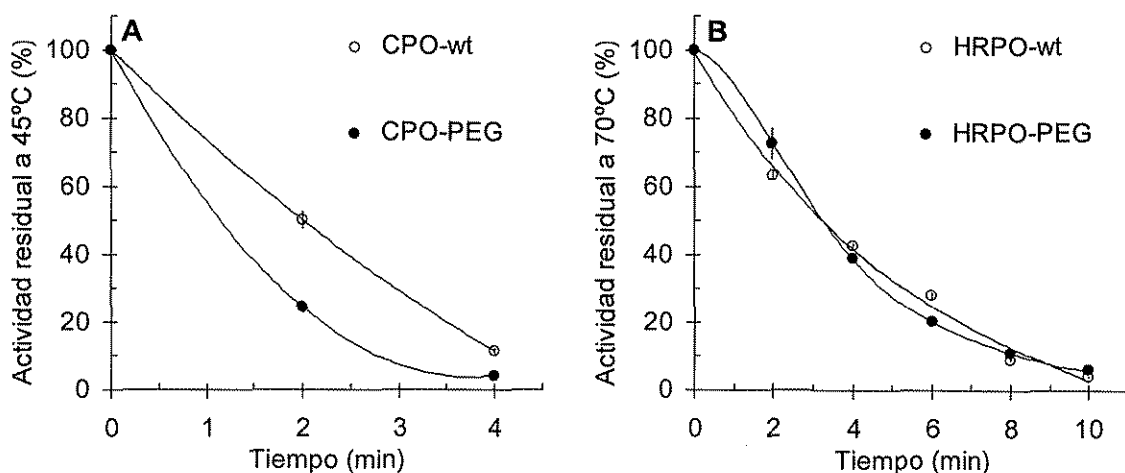 A
CPO-wt
CPO-PEG
Actividad residual a 45ºC (%)
100
80
60
40
20
0
0 1 2 3 4
Tiempo (min)
B
HRPO-wt
HRPO-PEG
Actividad residual a 70ºC (%)
100
80
60
40
20
0
0 2 4 6 8 10
Tiempo (min)